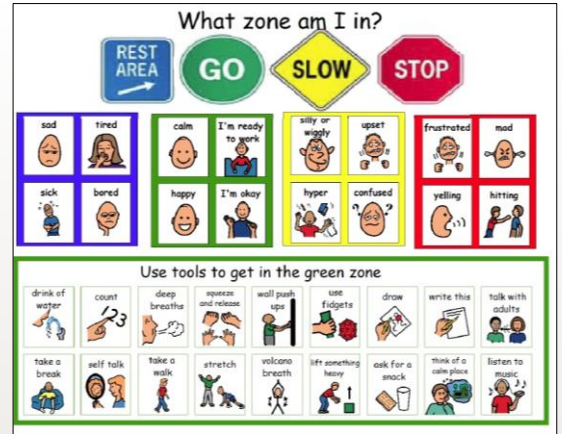 What zone am I in?
REST
AREA
GO
SLOW
STOP
sad
tired
calm
I'm ready
to work
silly or
wiggly
upset
frustrated
mad
sick
bored
happy
I'm okay
hyper
confused
yelling
hitting
Use tools to get in the green zone
drink of
water
count
123
deep
breaths
squeeze
and release
wall push
ups
use
fidgets
draw
write this
talk with
adults
take a
break
self talk
take a
walk
stretch
volcano
breath
lift something
heavy
ask for a
snack
think of a
calm place
listen to
music